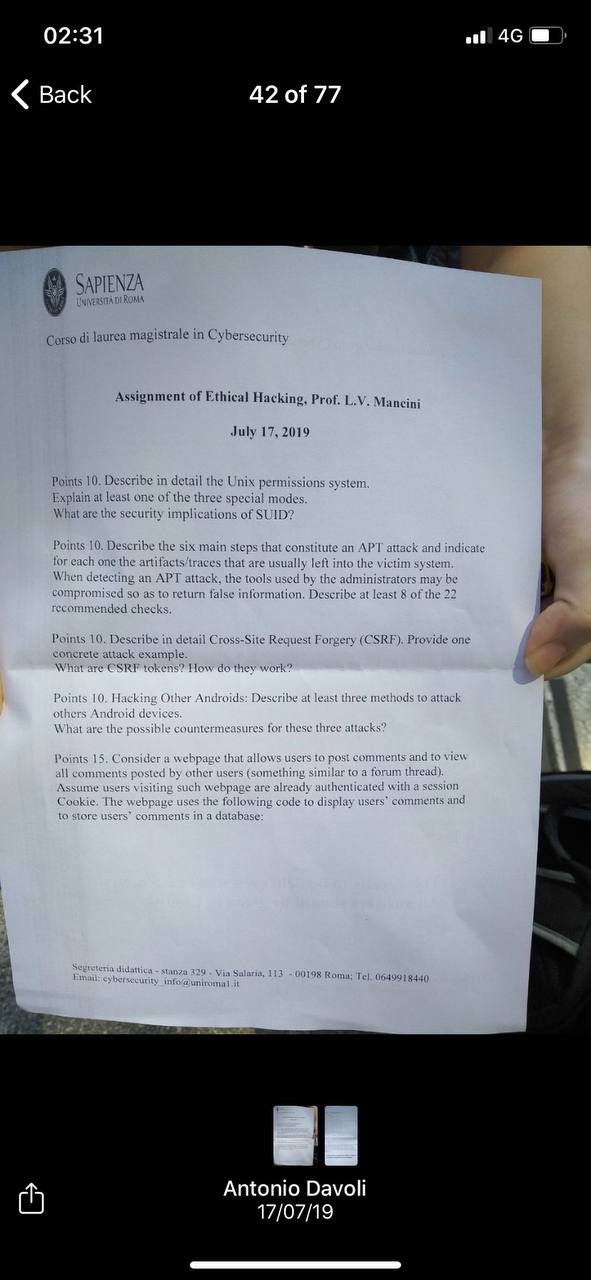 02:31
4G
Back
42 of 77
SAPIENZA
UNIVERSITÀ DI ROMA
Corso di laurea magistrale in Cybersecurity
Assignment of Ethical Hacking, Prof. L.V. Mancini
July 17, 2019
Points 10. Describe in detail the Unix permissions system.
Explain at least one of the three special modes.
What are the security implications of SUID?
Points 10. Describe the six main steps that constitute an APT attack and indicate
for each one the artifacts/traces that are usually left into the victim system.
When detecting an APT attack, the tools used by the administrators may be
compromised so as to return false information. Describe at least 8 of the 22
recommended checks.
Points 10. Describe in detail Cross-Site Request Forgery (CSRF). Provide one
concrete attack example.
What are CSRF tokens? How do they work?
Points 10. Hacking Other Androids: Describe at least three methods to attack
others Android devices.
What are the possible countermeasures for these three attacks?
Points 15. Consider a webpage that allows users to post comments and to view
all comments posted by other users (something similar to a forum thread).
Assume users visiting such webpage are already authenticated with a session
Cookie. The webpage uses the following code to display users' comments and
to store users' comments in a database:
Segreteria didattica - stanza 329 - Via Salaria, 113 - 00198 Roma; Tel. 0649918440
Email: cybersecurity_info@uniroma1.it
Antonio Davoli
17/07/19